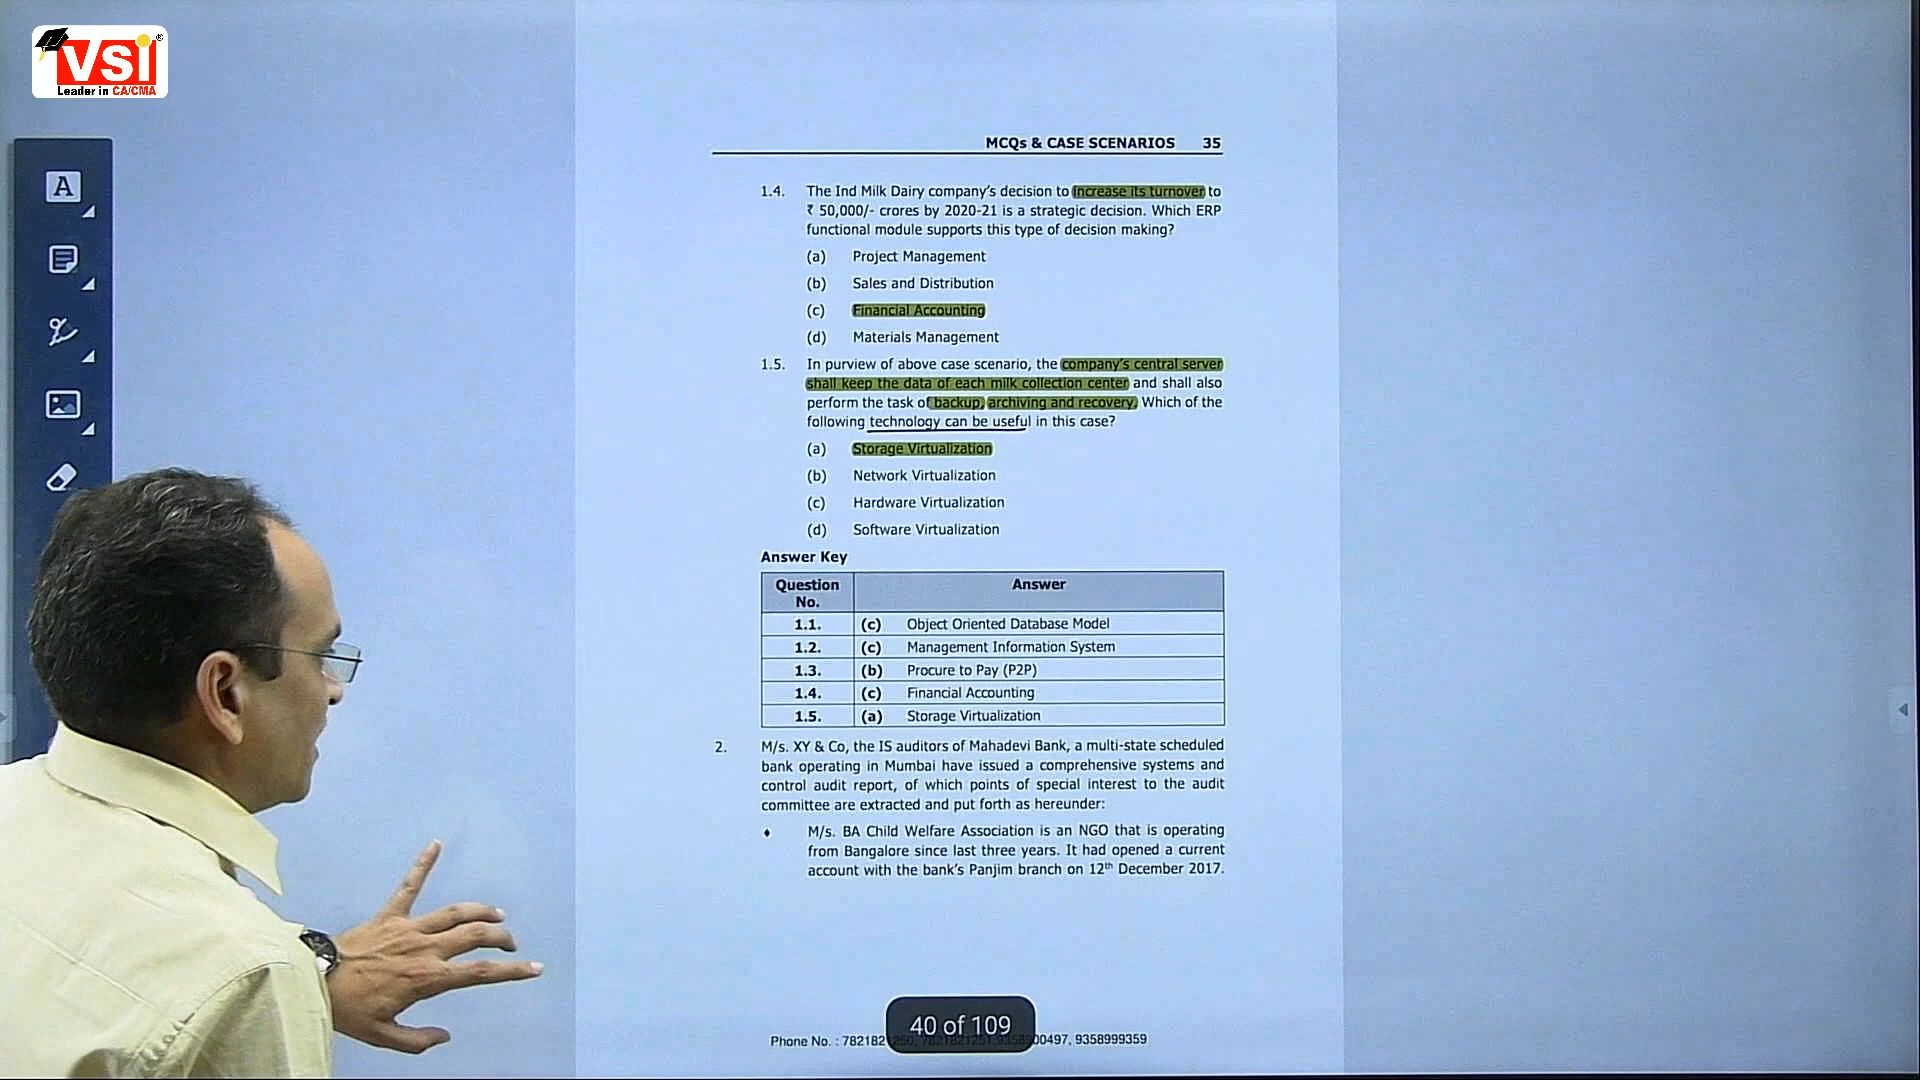 VSI
®
Leader in CA/CMA
A
MCQs & CASE SCENARIOS 35
1.4. The Ind Milk Dairy company's decision to increase its turnover to
₹ 50,000/- crores by 2020-21 is a strategic decision. Which ERP
functional module supports this type of decision making?
(a) Project Management
(b) Sales and Distribution
(c) Financial Accounting
(d) Materials Management
1.5. In purview of above case scenario, the company's central server
shall keep the data of each milk collection center and shall also
perform the task of backup, archiving and recovery. Which of the
following technology can be useful in this case?
(a) Storage Virtualization
(b) Network Virtualization
(c) Hardware Virtualization
(d) Software Virtualization
Answer Key
Question No. Answer
1.1. (c) Object Oriented Database Model
1.2. (c) Management Information System
1.3. (b) Procure to Pay (P2P)
1.4. (c) Financial Accounting
1.5. (a) Storage Virtualization
2. M/s. XY & Co, the IS auditors of Mahadevi Bank, a multi-state scheduled
bank operating in Mumbai have issued a comprehensive systems and
control audit report, of which points of special interest to the audit
committee are extracted and put forth as hereunder:
♦ M/s. BA Child Welfare Association is an NGO that is operating
from Bangalore since last three years. It had opened a current
account with the bank's Panjim branch on 12th December 2017.
40 of 109
Phone No. : 9358999359